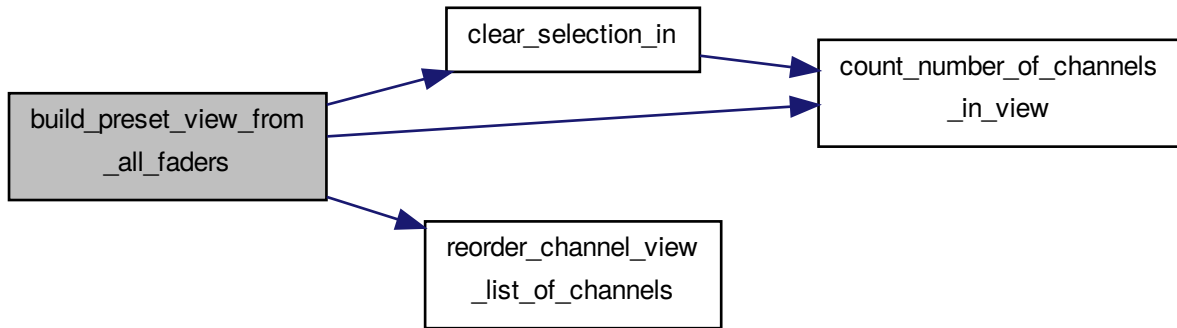 build_preset_view_from
_all_faders
clear_selection_in
count_number_of_channels
_in_view
reorder_channel_view
_list_of_channels